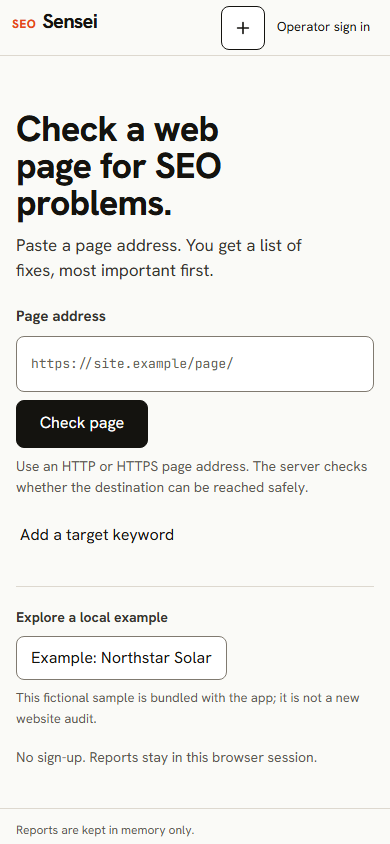 SEO Sensei
+
Operator sign in
Check a web
page for SEO
problems.
Paste a page address. You get a list of
fixes, most important first.
Page address
https://site.example/page/
Check page
Use an HTTP or HTTPS page address. The server checks
whether the destination can be reached safely.
Add a target keyword
Explore a local example
Example: Northstar Solar
This fictional sample is bundled with the app; it is not a new
website audit.
No sign-up. Reports stay in this browser session.
Reports are kept in memory only.